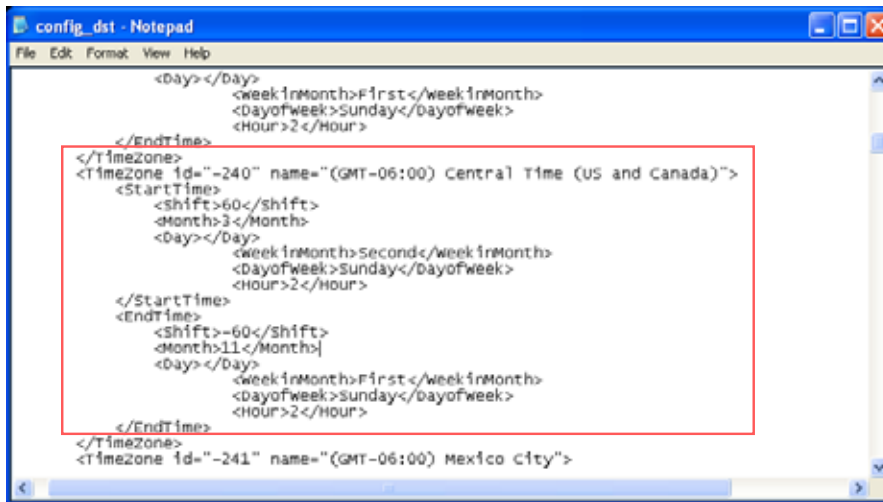 config_dst - Notepad
File Edit Format View Help
<Day></Day>
<WeekinMonth>First</WeekinMonth>
<DayofWeek>Sunday</DayofWeek>
<Hour>2</Hour>
</EndTime>
</TimeZone>
<TimeZone id="-240" name="(GMT-06:00) Central Time (US and Canada)">
<StartTime>
<Shift>60</Shift>
<Month>3</Month>
<Day></Day>
<WeekinMonth>Second</WeekinMonth>
<DayofWeek>Sunday</DayofWeek>
<Hour>2</Hour>
</StartTime>
<EndTime>
<Shift>-60</Shift>
<Month>11</Month>
<Day></Day>
<WeekinMonth>First</WeekinMonth>
<DayofWeek>Sunday</DayofWeek>
<Hour>2</Hour>
</EndTime>
</TimeZone>
<TimeZone id="-241" name="(GMT-06:00) Mexico City">